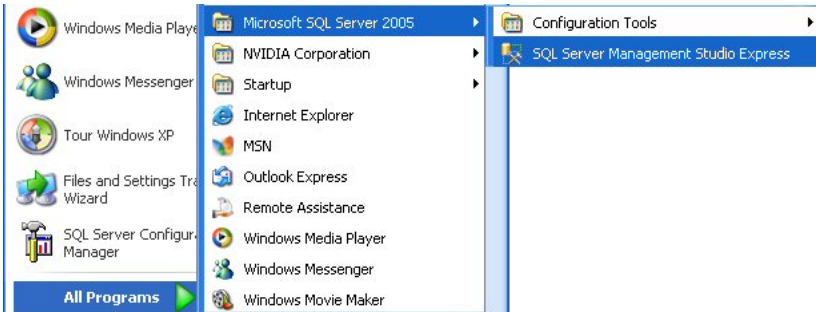 Windows Media Playe
Windows Messenger
Tour Windows XP
Files and Settings Tra
Wizard
SQL Server Configur
Manager
All Programs
Microsoft SQL Server 2005
NVIDIA Corporation
Startup
Internet Explorer
MSN
Outlook Express
Remote Assistance
Windows Media Player
Windows Messenger
Windows Movie Maker
Configuration Tools
SQL Server Management Studio Express